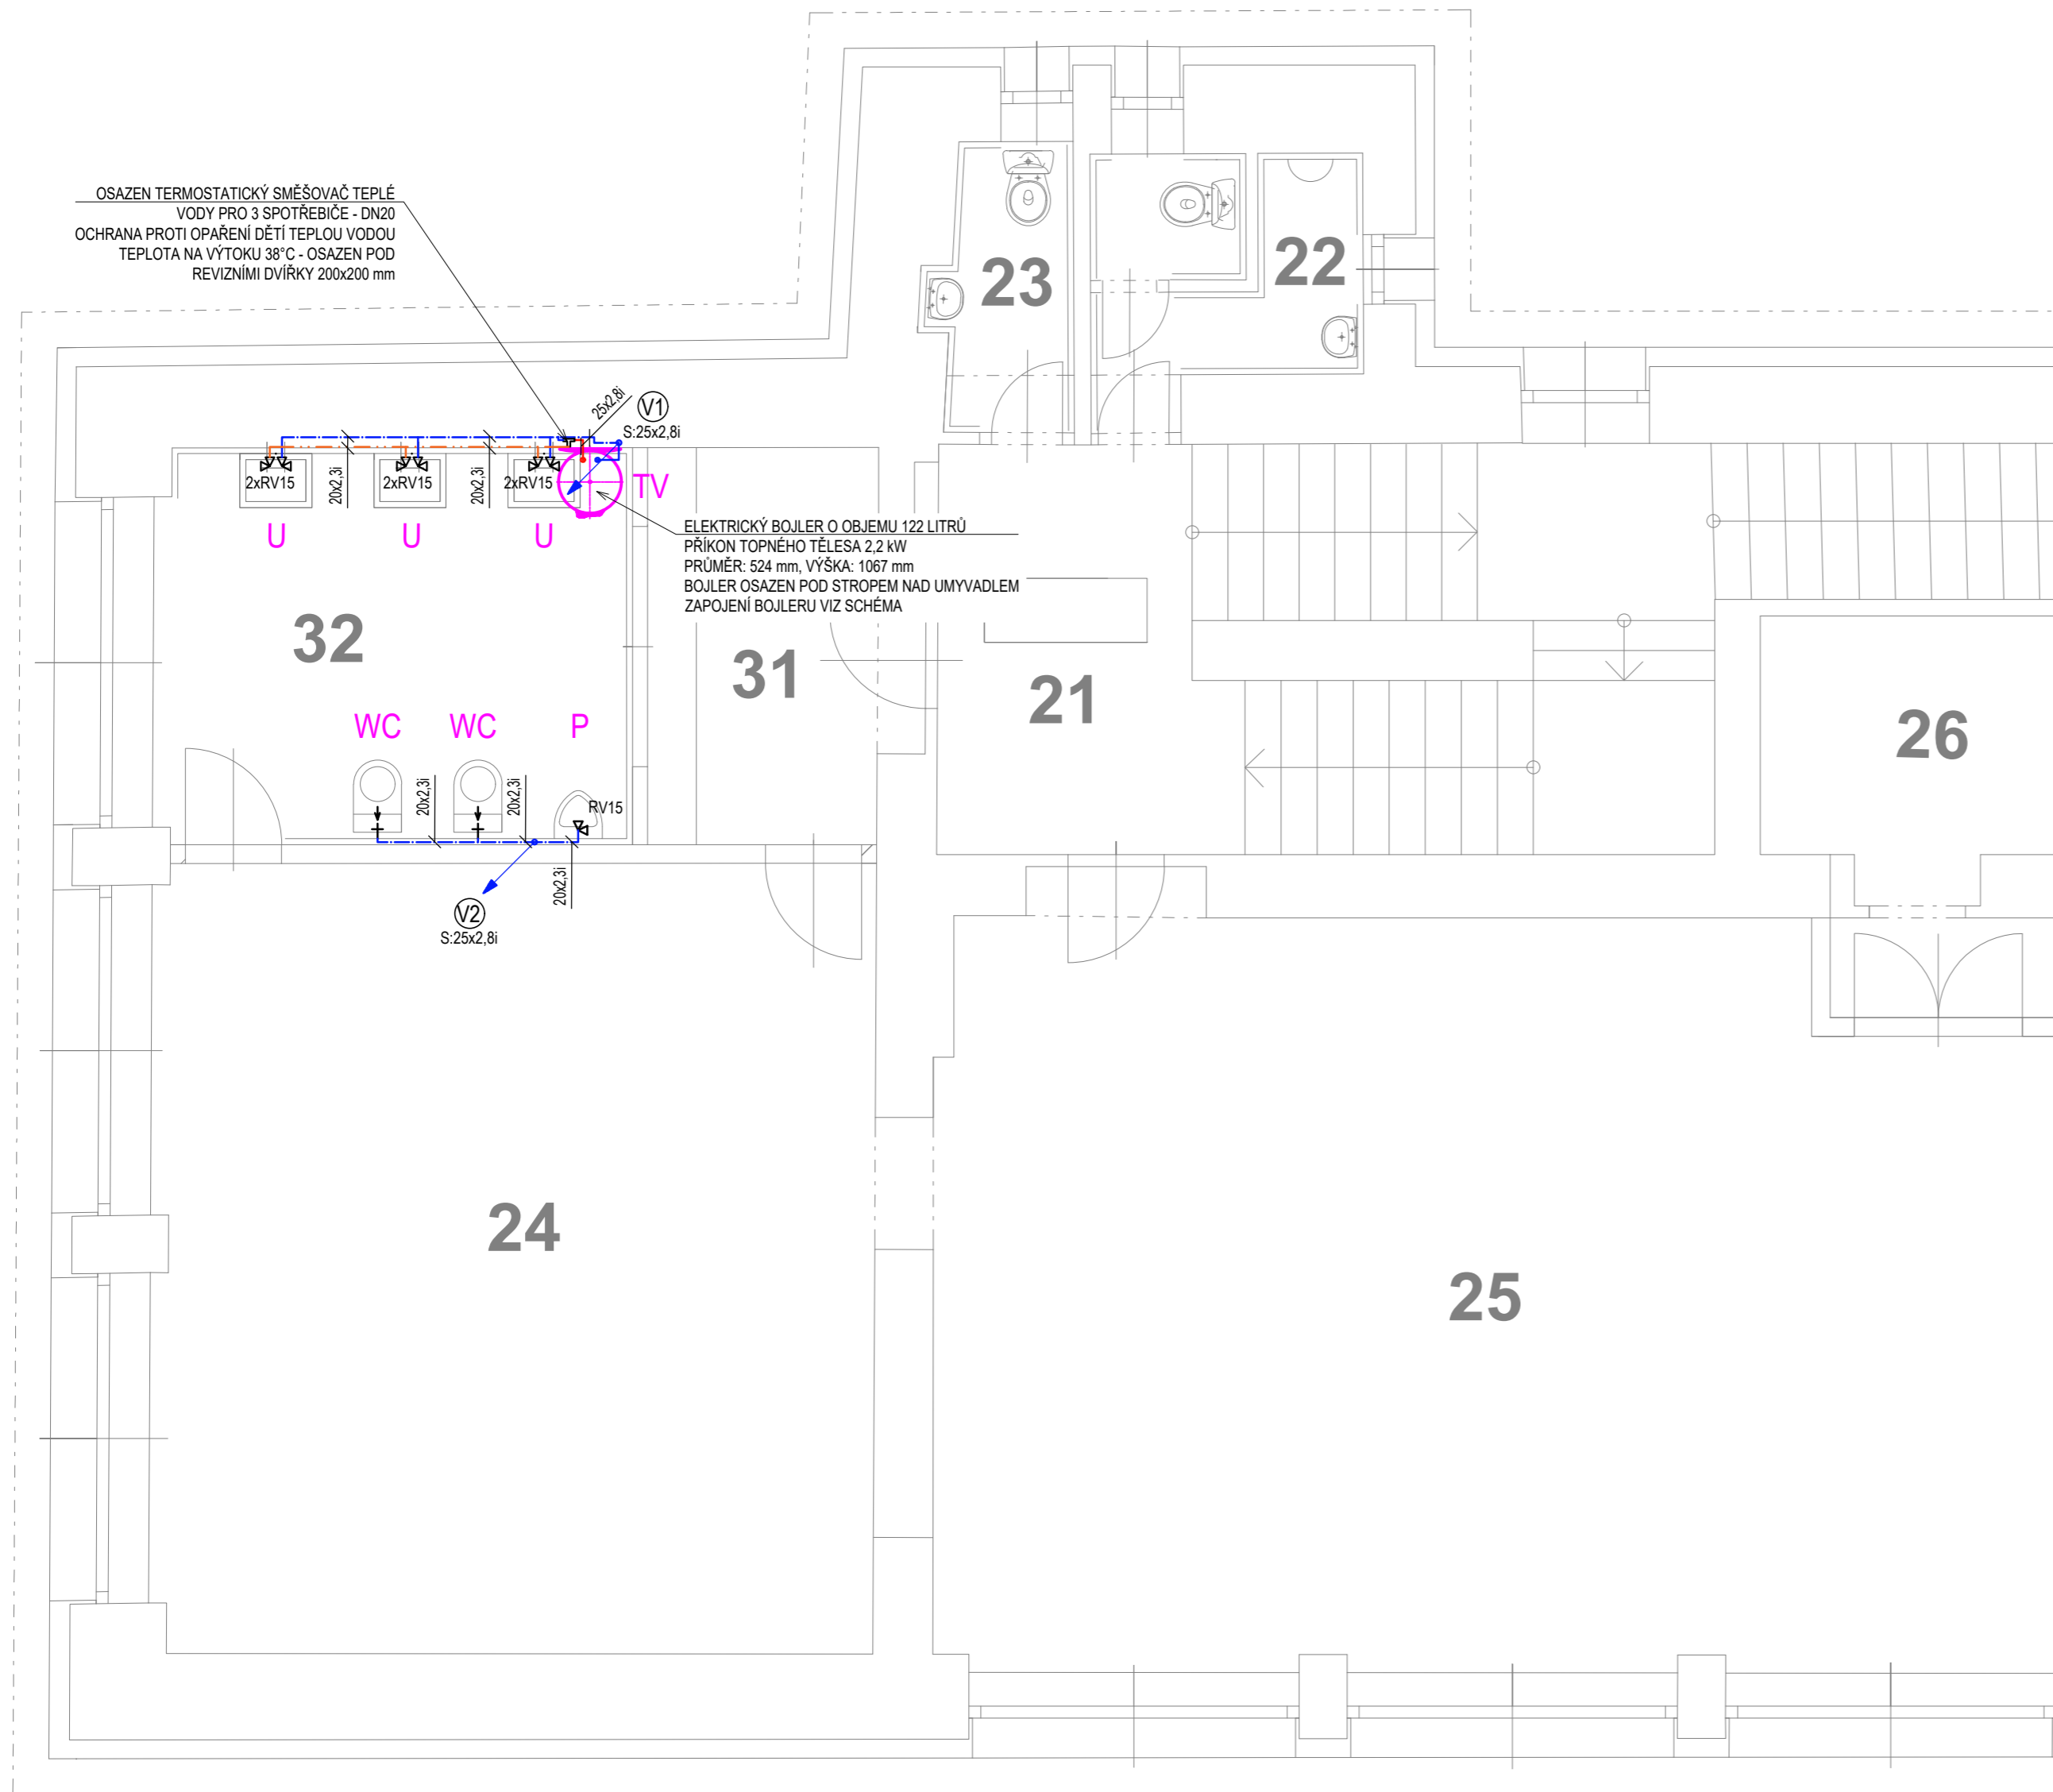 OSAZEN TERMOSTATICKÝ SMĚŠOVAČ TEPLÉ
VODY PRO 3 SPOTŘEBIČE - DN20
OCHRANA PROTI OPAŘENÍ DĚTÍ TEPLOU VODOU
TEPLOTA NA VÝTOKU 38°C - OSAZEN POD
REVIZNÍMI DVÍŘKY 200x200 mm
23
22
25x2,8i
V1
S:25x2,8i
2xRV15
20x2,3i
2xRV15
20x2,3i
2xRV15
TV
U
U
U
ELEKTRICKÝ BOJLER O OBJEMU 122 LITRŮ
PŘÍKON TOPNÉHO TĚLESA 2,2 kW
PRŮMĚR: 524 mm, VÝŠKA: 1067 mm
BOJLER OSAZEN POD STROPEM NAD UMYVADLEM
ZAPOJENÍ BOJLERU VIZ SCHÉMA
32
31
21
26
WC
WC
P
20x2,3i
20x2,3i
RV15
20x2,3i
V2
S:25x2,8i
24
25